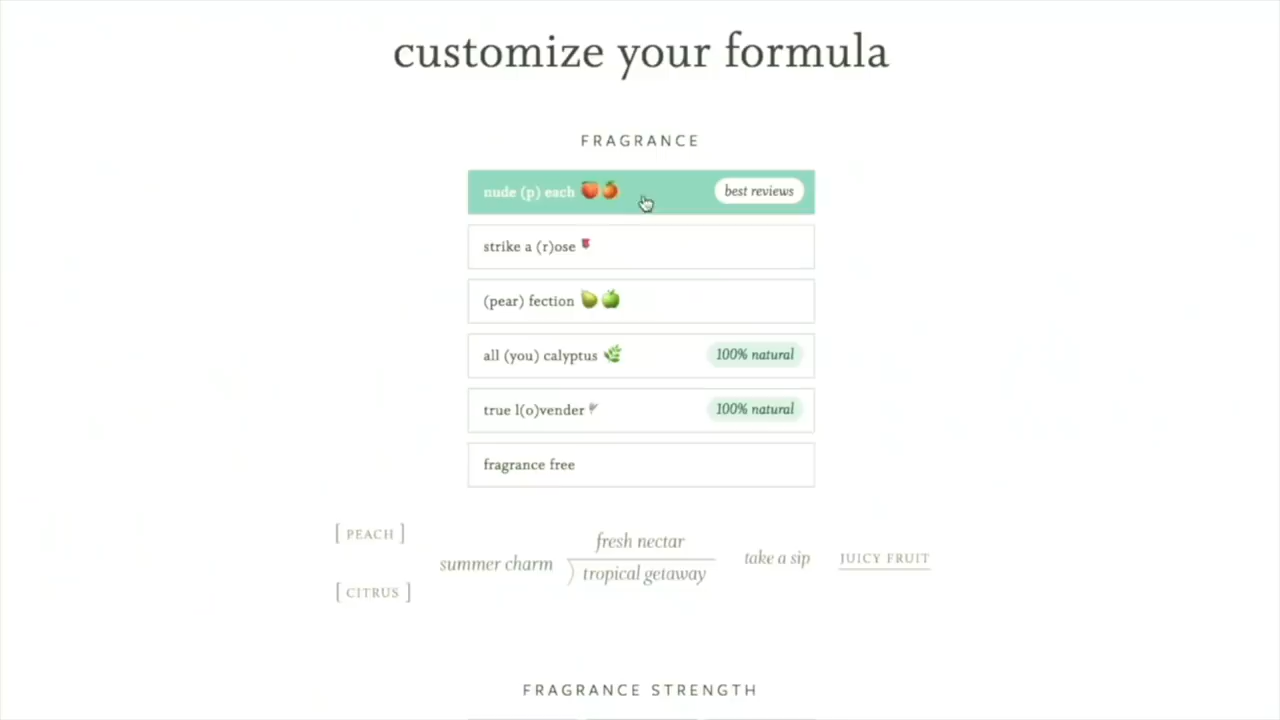 customize your formula
FRAGRANCE
nude (p) each 🍑🍊 best reviews
strike a (r)ose 🌷
(pear) fection 🍐🍏
all (you) calyptus 🌿 100% natural
true l(o)vender 100% natural
fragrance free
[ PEACH ]
[ CITRUS ]
summer charm
fresh nectar
tropical getaway
take a sip
JUICY FRUIT
FRAGRANCE STRENGTH